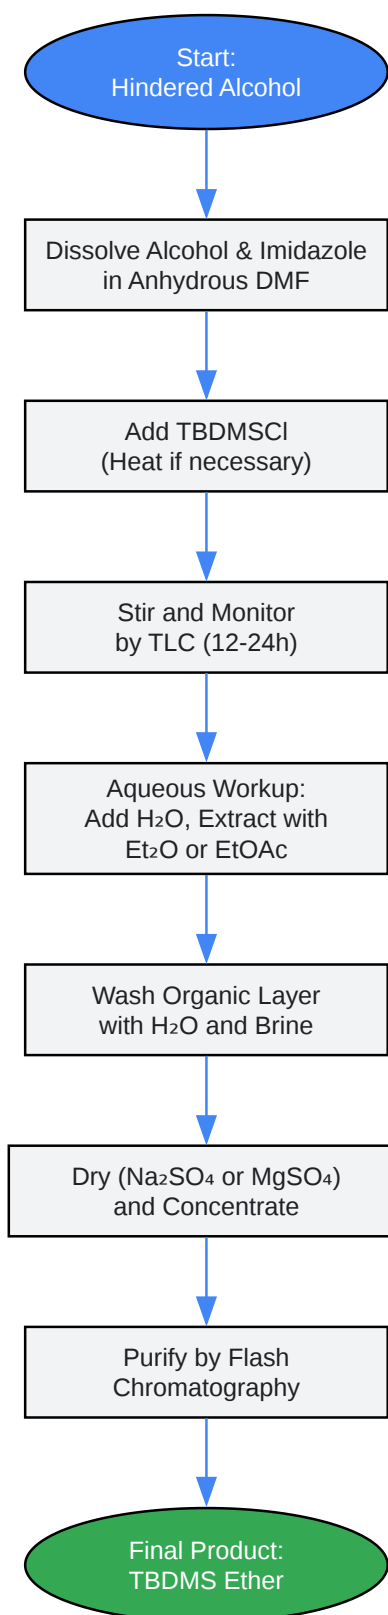 Start:
Hindered Alcohol
Dissolve Alcohol & Imidazole
in Anhydrous DMF
Add TBDMSCl
(Heat if necessary)
Stir and Monitor
by TLC (12-24h)
Aqueous Workup:
Add H₂O, Extract with
Et₂O or EtOAc
Wash Organic Layer
with H₂O and Brine
Dry (Na₂SO₄ or MgSO₄)
and Concentrate
Purify by Flash
Chromatography
Final Product:
TBDMS Ether